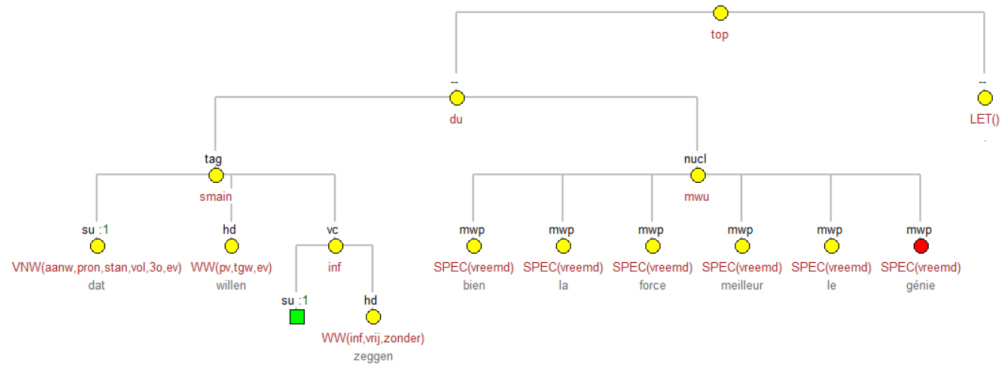 top
--
--
du
LET()
.
tag
nucl
smain
mwu
su :1
hd
vc
mwp
mwp
mwp
mwp
mwp
mwp
VNW(aanw,pron,stan,vol,3o,ev)
WW(pv,tgw,ev)
inf
SPEC(vreemd)
SPEC(vreemd)
SPEC(vreemd)
SPEC(vreemd)
SPEC(vreemd)
SPEC(vreemd)
dat
willen
bien
la
force
meilleur
le
génie
su :1
hd
WW(inf,vrij,zonder)
zeggen